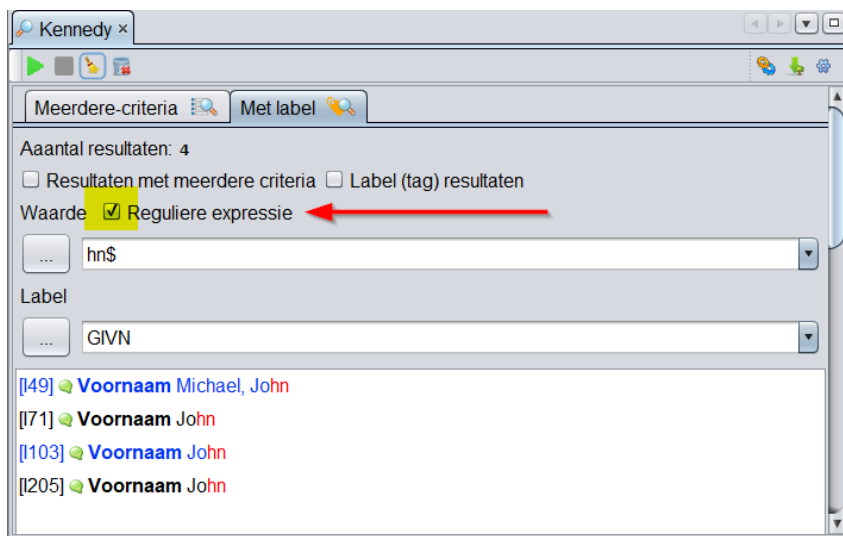 Kennedy ×
Meerdere-criteria Met label
Aaantal resultaten: 4
Resultaten met meerdere criteria Label (tag) resultaten
Waarde Reguliere expressie
... hn$
Label
... GIVN
[I49] Voornaam Michael, John
[I71] Voornaam John
[I103] Voornaam John
[I205] Voornaam John